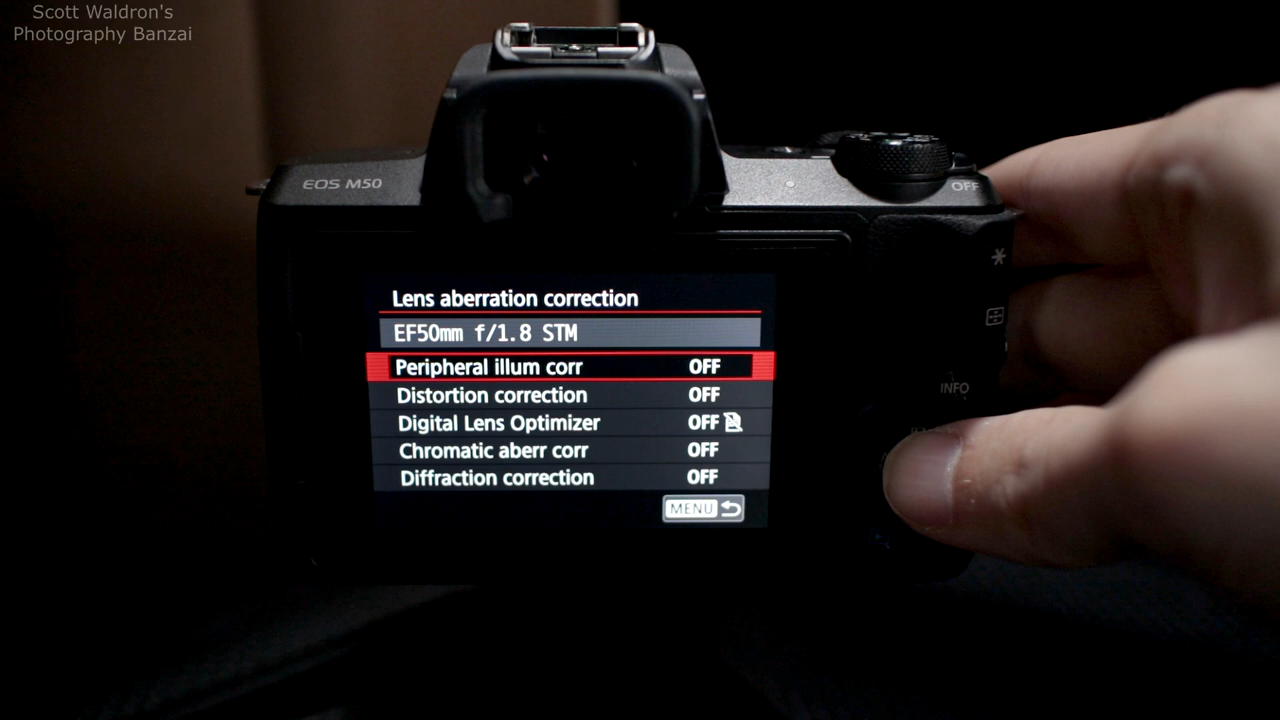 Scott Waldron's
Photography Banzai
EOS M50
OFF
Lens aberration correction
EF50mm f/1.8 STM
Peripheral illum corr OFF
Distortion correction OFF
Digital Lens Optimizer OFF
Chromatic aberr corr OFF
Diffraction correction OFF
MENU
INFO